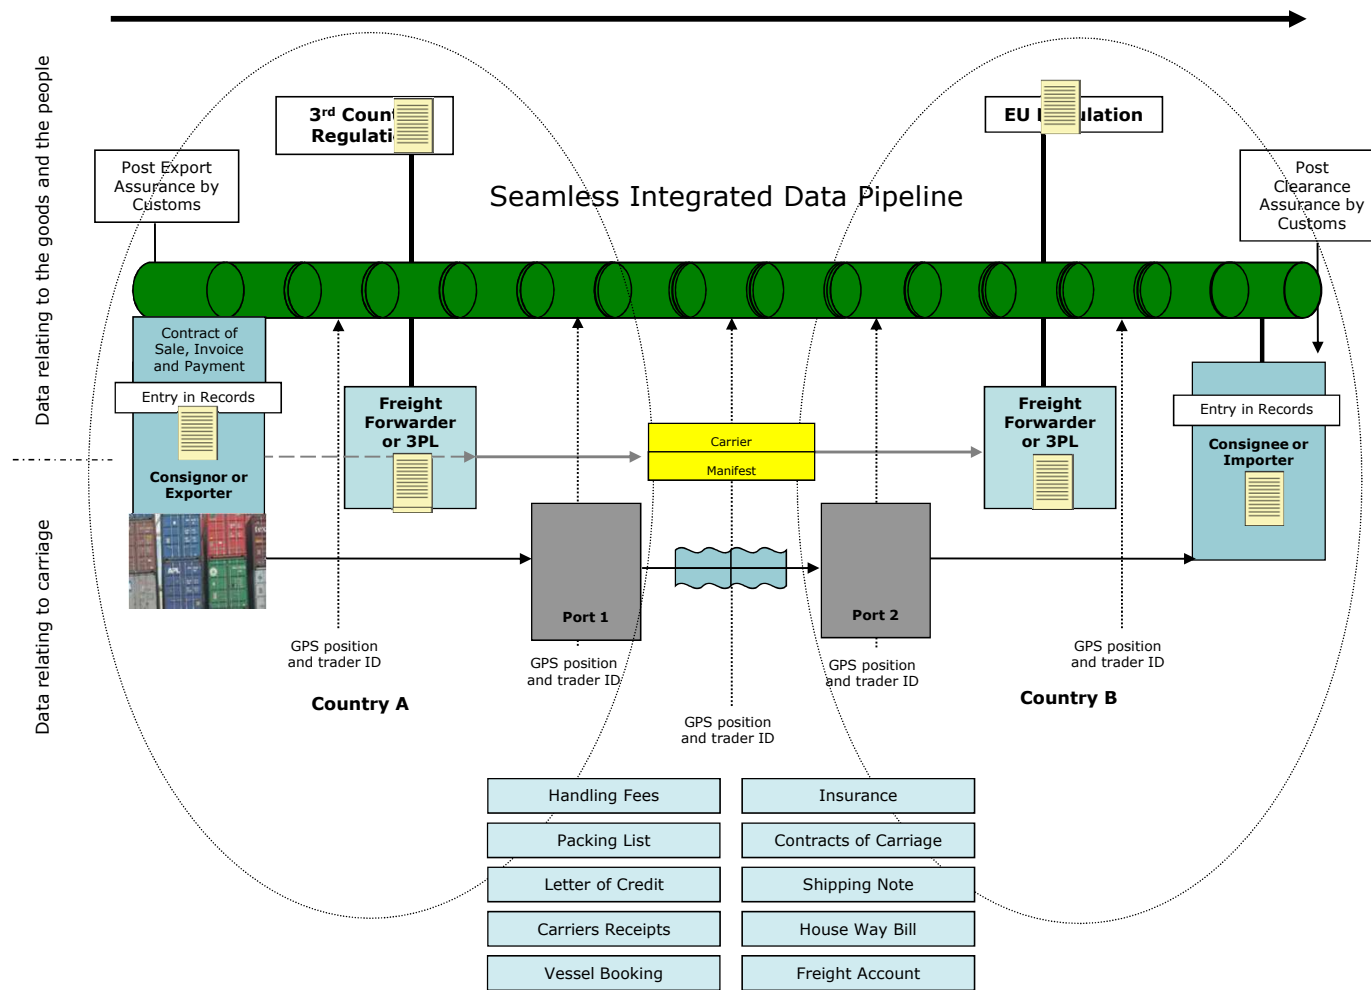 Data relating to the goods and the people
Data relating to carriage
3rd Coun
Regulati
EU
ulation
Post Export
Assurance by
Customs
Post
Clearance
Assurance by
Customs
Seamless Integrated Data Pipeline
Contract of
Sale, Invoice
and Payment
Entry in Records
Consignor or
Exporter
Freight
Forwarder
or 3PL
Carrier
Manifest
Freight
Forwarder
or 3PL
Entry in Records
Consignee or
Importer
Port 1
Port 2
GPS position
and trader ID
GPS position
and trader ID
GPS position
and trader ID
GPS position
and trader ID
GPS position
and trader ID
Country A
Country B
Handling Fees
Insurance
Packing List
Contracts of Carriage
Letter of Credit
Shipping Note
Carriers Receipts
House Way Bill
Vessel Booking
Freight Account